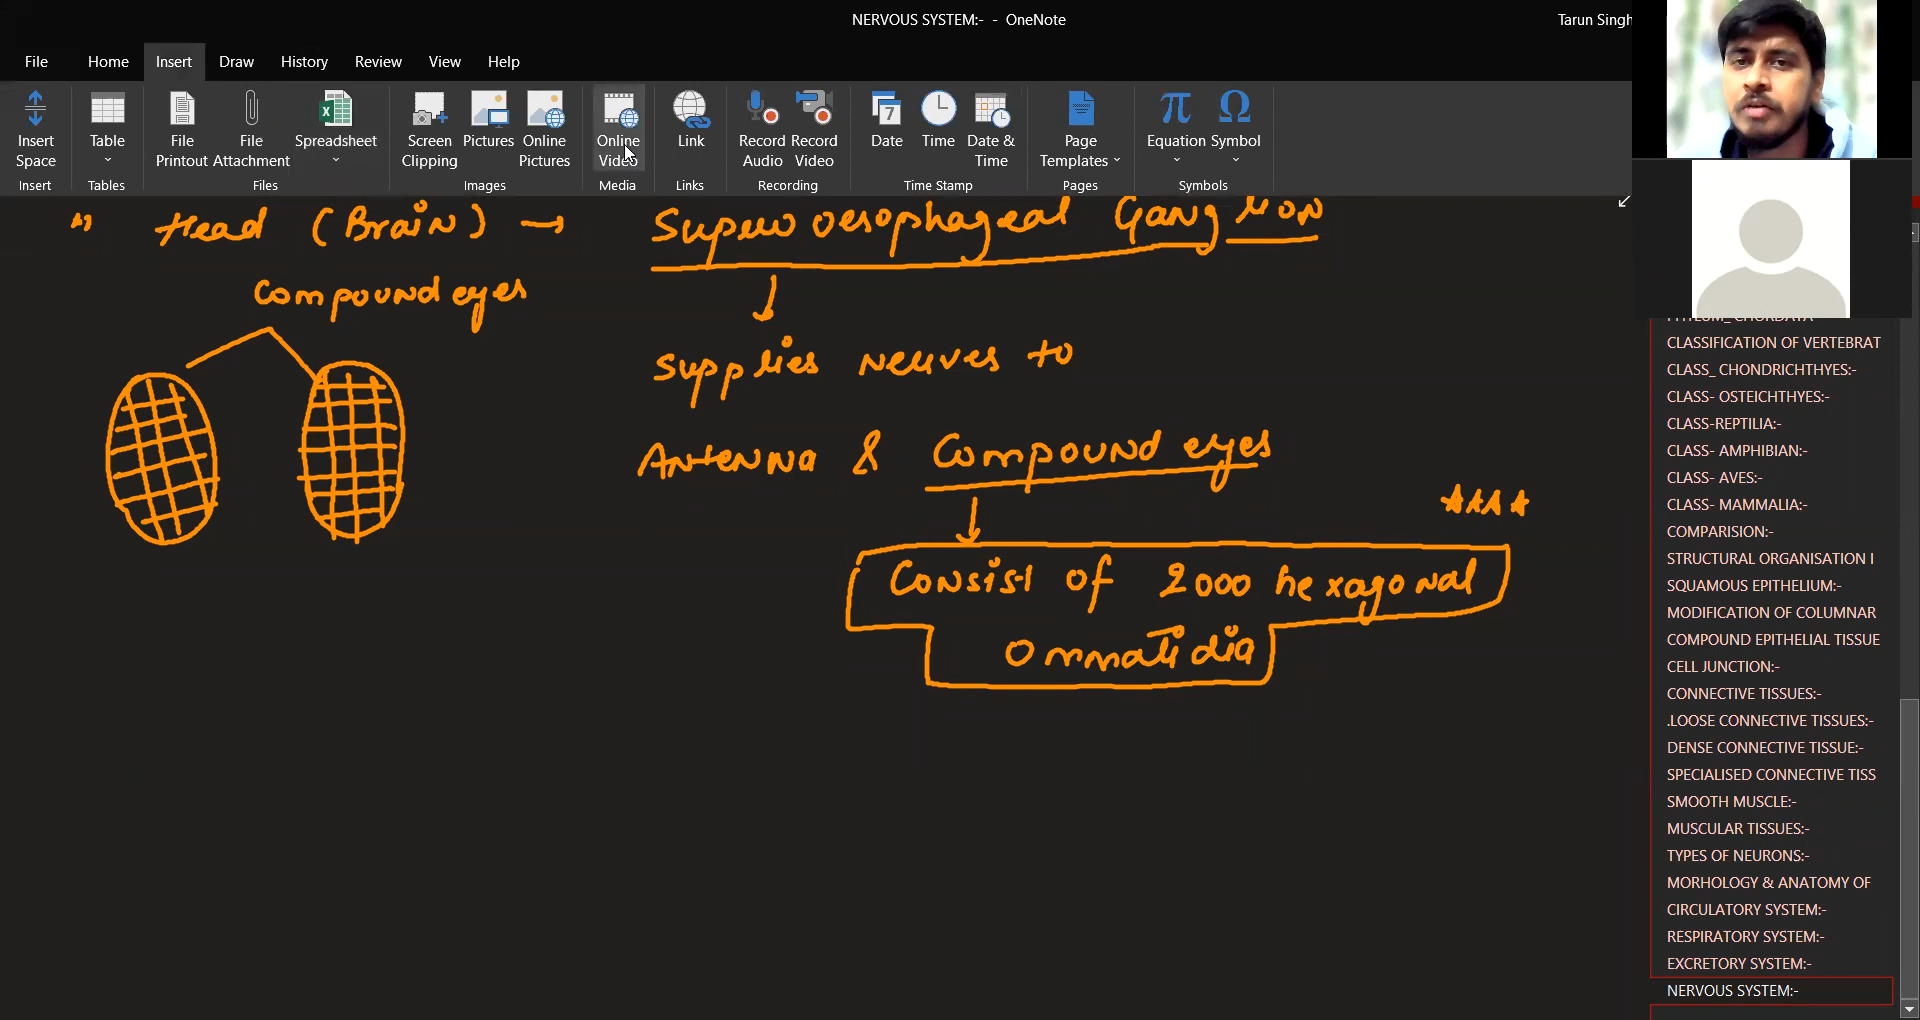 NERVOUS SYSTEM:-  -  OneNote
Tarun Singh
File Home Insert Draw History Review View Help
Insert Space
Table
File Printout
File Attachment
Spreadsheet
Screen Clipping
Pictures
Online Pictures
Online Video
Link
Record Audio
Record Video
Date
Time
Date & Time
Page Templates
Equation
Symbol
Insert Tables Files Images Media Links Recording Time Stamp Pages Symbols
Head (Brain) → Supra oesophageal Ganglion
Compound eyes
Supplies nerves to
Antenna & Compound eyes
Consist of 2000 hexagonal
Ommatidia
CLASSIFICATION OF VERTEBRAT
CLASS_ CHONDRICHTHYES:-
CLASS- OSTEICHTHYES:-
CLASS-REPTILIA:-
CLASS- AMPHIBIAN:-
CLASS- AVES:-
CLASS- MAMMALIA:-
COMPARISION:-
STRUCTURAL ORGANISATION I
SQUAMOUS EPITHELIUM:-
MODIFICATION OF COLUMNAR
COMPOUND EPITHELIAL TISSUE
CELL JUNCTION:-
CONNECTIVE TISSUES:-
.LOOSE CONNECTIVE TISSUES:-
DENSE CONNECTIVE TISSUE:-
SPECIALISED CONNECTIVE TISS
SMOOTH MUSCLE:-
MUSCULAR TISSUES:-
TYPES OF NEURONS:-
MORHOLOGY & ANATOMY OF
CIRCULATORY SYSTEM:-
RESPIRATORY SYSTEM:-
EXCRETORY SYSTEM:-
NERVOUS SYSTEM:-